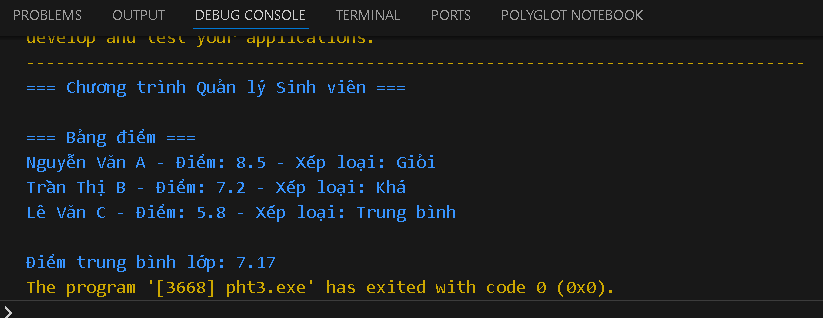 PROBLEMS OUTPUT DEBUG CONSOLE TERMINAL PORTS POLYGLOT NOTEBOOK
develop and test your applications.
------------------------------------------------------------------------------
=== Chương trình Quản lý Sinh viên ===
=== Bảng điểm ===
Nguyễn Văn A - Điểm: 8.5 - Xếp loại: Giỏi
Trần Thị B - Điểm: 7.2 - Xếp loại: Khá
Lê Văn C - Điểm: 5.8 - Xếp loại: Trung bình
Điểm trung bình lớp: 7.17
The program '[3668] pht3.exe' has exited with code 0 (0x0).